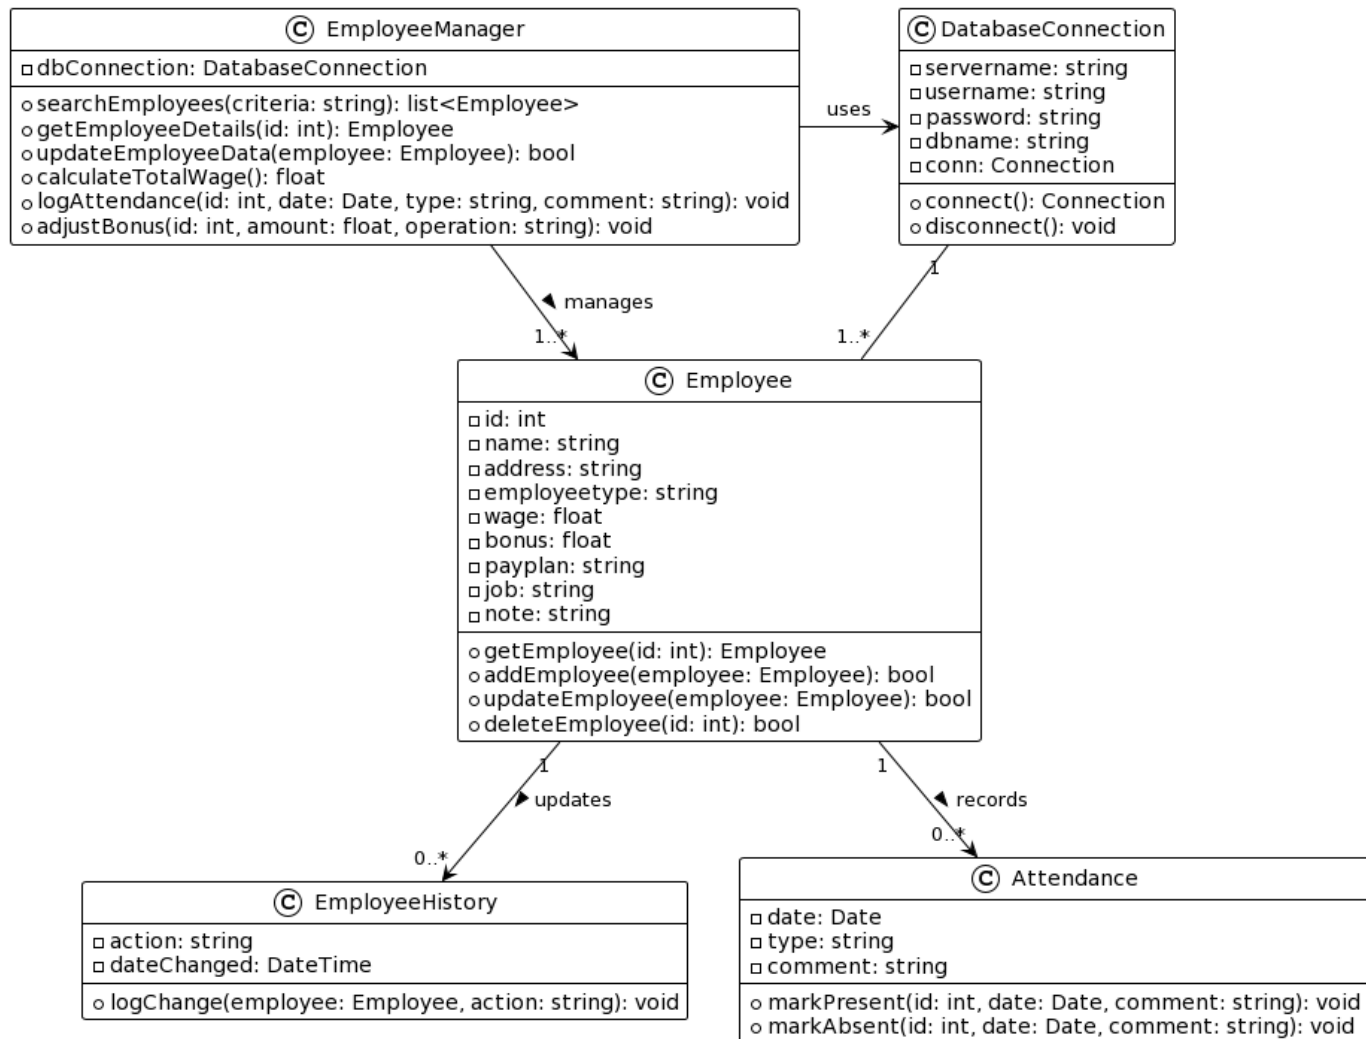 C EmployeeManager
dbConnection: DatabaseConnection
searchEmployees(criteria: string): list<Employee>
getEmployeeDetails(id: int): Employee
updateEmployeeData(employee: Employee): bool
calculateTotalWage(): float
logAttendance(id: int, date: Date, type: string, comment: string): void
adjustBonus(id: int, amount: float, operation: string): void
uses
C DatabaseConnection
servername: string
username: string
password: string
dbname: string
conn: Connection
connect(): Connection
disconnect(): void
1
manages
1..*
1..*
C Employee
id: int
name: string
address: string
employeetype: string
wage: float
bonus: float
payplan: string
job: string
note: string
getEmployee(id: int): Employee
addEmployee(employee: Employee): bool
updateEmployee(employee: Employee): bool
deleteEmployee(id: int): bool
1
1
updates
records
0..*
0..*
C EmployeeHistory
action: string
dateChanged: DateTime
logChange(employee: Employee, action: string): void
C Attendance
date: Date
type: string
comment: string
markPresent(id: int, date: Date, comment: string): void
markAbsent(id: int, date: Date, comment: string): void